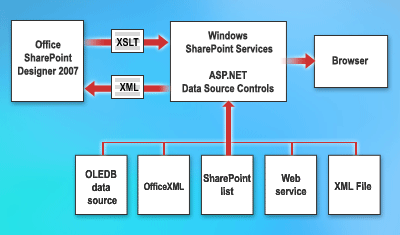 Office
SharePoint
Designer 2007
XSLT
XML
Windows
SharePoint Services
ASP.NET
Data Source Controls
Browser
OLEDB
data
source
OfficeXML
SharePoint
list
Web
service
XML File